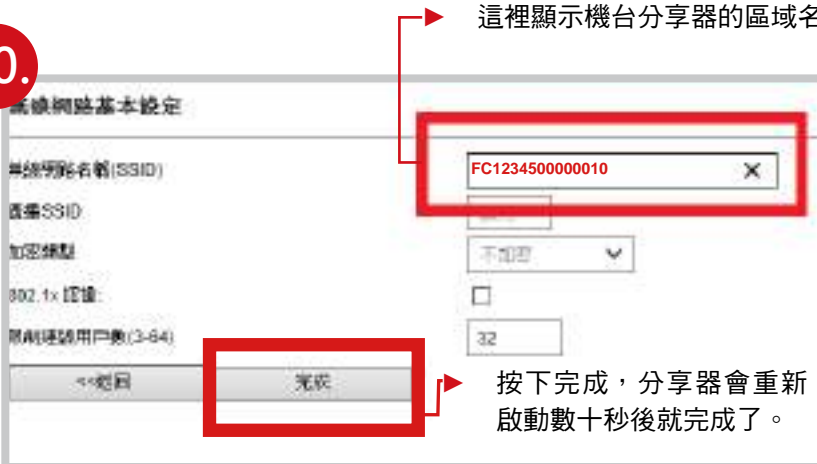 這裡顯示機台分享器的區域名
0.
無線網路基本設定
無線網路名稱(SSID)
FC1234500000010
廣播SSID
加密類型
不加密
802.1x 認證:
限制連線用戶數(3-64)
32
<<返回
完成
按下完成，分享器會重新
啟動數十秒後就完成了。